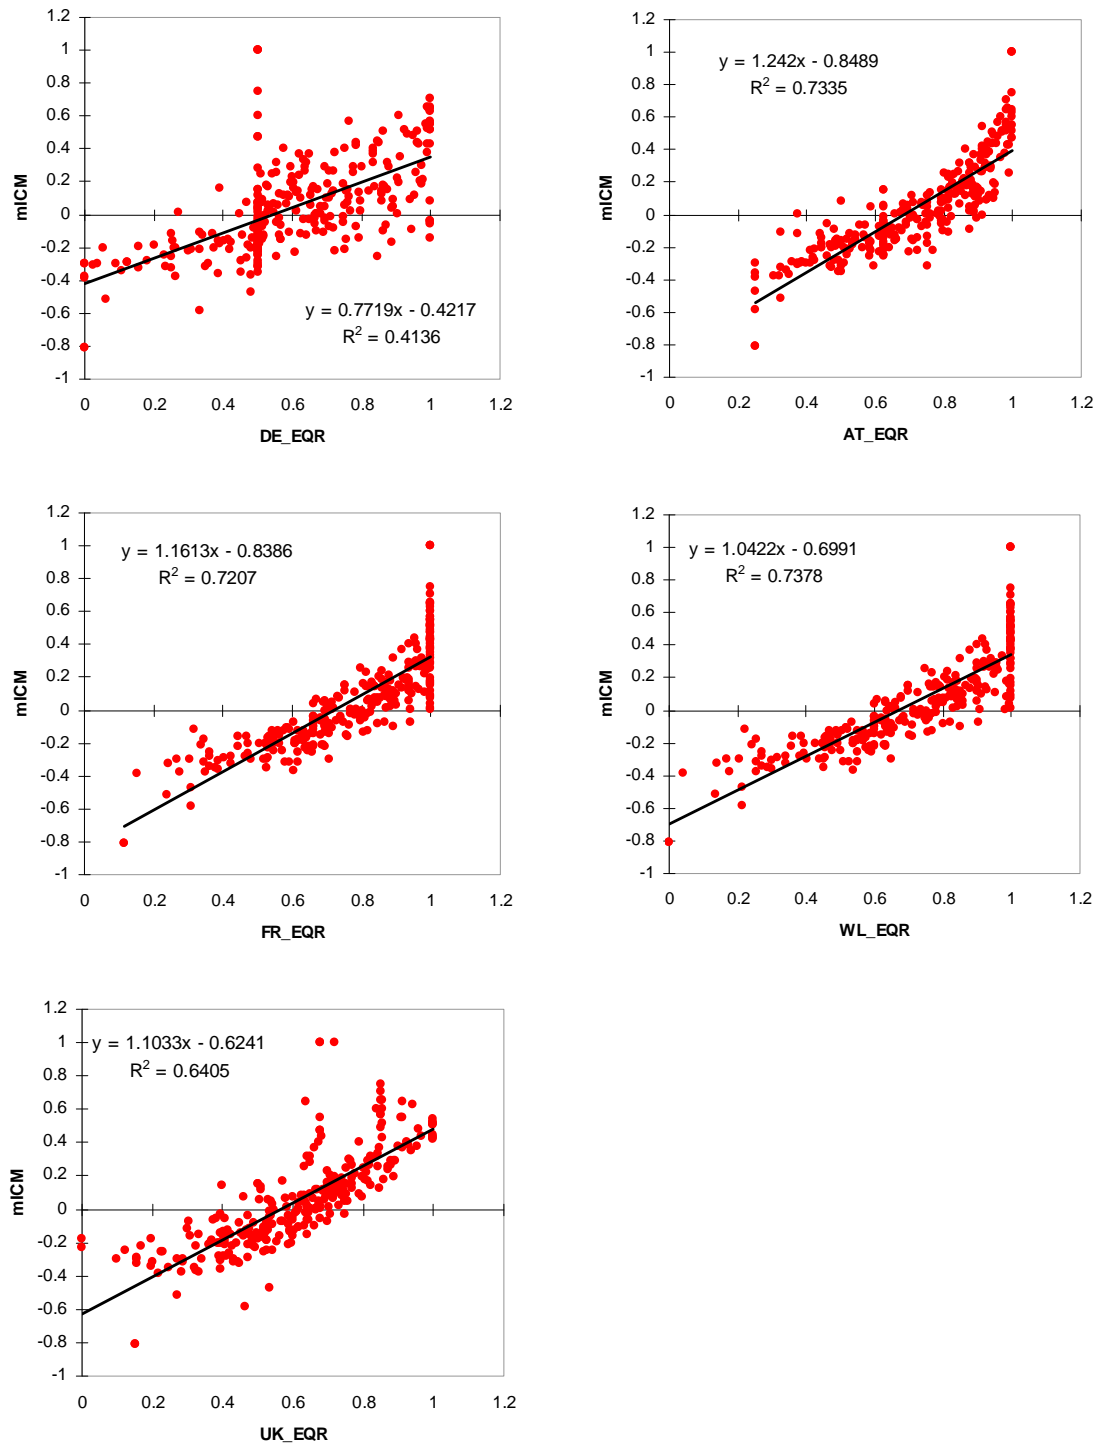 1.2
1
0.8
0.6
0.4
0.2
0
-0.2
-0.4
-0.6
-0.8
-1
mICM
y = 0.7719x - 0.4217
R² = 0.4136
0 0.2 0.4 0.6 0.8 1 1.2
DE_EQR
1.2
1
0.8
0.6
0.4
0.2
0
-0.2
-0.4
-0.6
-0.8
-1
mICM
y = 1.242x - 0.8489
R² = 0.7335
0 0.2 0.4 0.6 0.8 1 1.2
AT_EQR
1.2
1
0.8
0.6
0.4
0.2
0
-0.2
-0.4
-0.6
-0.8
-1
mICM
y = 1.1613x - 0.8386
R² = 0.7207
0 0.2 0.4 0.6 0.8 1 1.2
FR_EQR
1.2
1
0.8
0.6
0.4
0.2
0
-0.2
-0.4
-0.6
-0.8
-1
mICM
y = 1.0422x - 0.6991
R² = 0.7378
0 0.2 0.4 0.6 0.8 1 1.2
WL_EQR
1.2
1
0.8
0.6
0.4
0.2
0
-0.2
-0.4
-0.6
-0.8
-1
mICM
y = 1.1033x - 0.6241
R² = 0.6405
0 0.2 0.4 0.6 0.8 1 1.2
UK_EQR